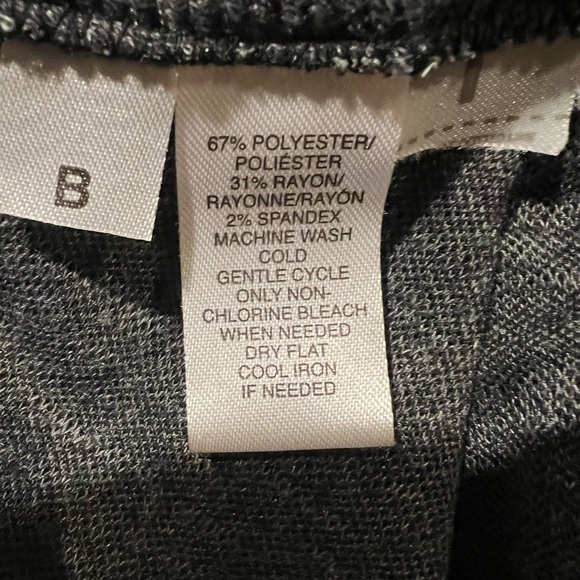 B
67% POLYESTER/
POLIÉSTER
31% RAYON/
RAYONNE/RAYÓN
2% SPANDEX
MACHINE WASH
COLD
GENTLE CYCLE
ONLY NON-
CHLORINE BLEACH
WHEN NEEDED
DRY FLAT
COOL IRON
IF NEEDED